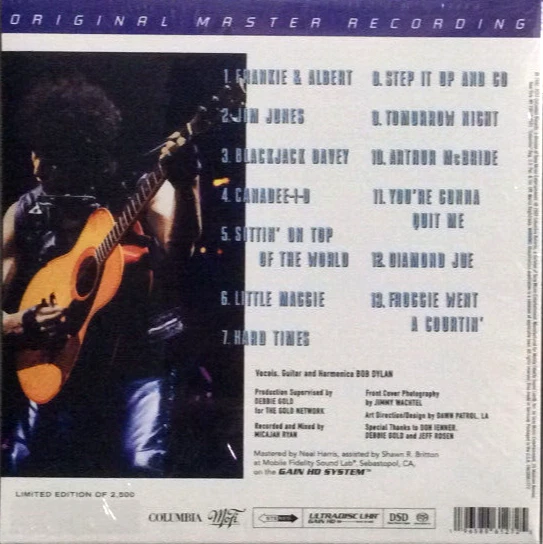 ORIGINAL MASTER RECORDING
1. FRANKIE & ALBERT
2. JIM JONES
3. BLACKJACK DAVEY
4. CANADEE-I-O
5. SITTIN' ON TOP
OF THE WORLD
6. LITTLE MAGGIE
7. HARD TIMES
8. STEP IT UP AND GO
9. TOMORROW NIGHT
10. ARTHUR McBRIDE
11. YOU'RE GONNA
QUIT ME
12. DIAMOND JOE
13. FROGGIE WENT
A COURTIN'
Vocals, Guitar and Harmonica BOB DYLAN
Production Supervised by
DEBBIE GOLD
for THE GOLD NETWORK
Recorded and Mixed by
MICAJAH RYAN
Front Cover Photography
by JIMMY WACHTEL
Art Direction/Design by DAWN PATROL, LA
Special Thanks to DON IENNER,
DEBBIE GOLD and JEFF ROSEN
Mastered by Neal Harris, assisted by Shawn R. Britton
at Mobile Fidelity Sound Lab®, Sebastopol, CA,
on the GAIN HD SYSTEM™
LIMITED EDITION OF 2,500
COLUMBIA MoFi STEREO ULTRADISC UHR GAIN HD DSD